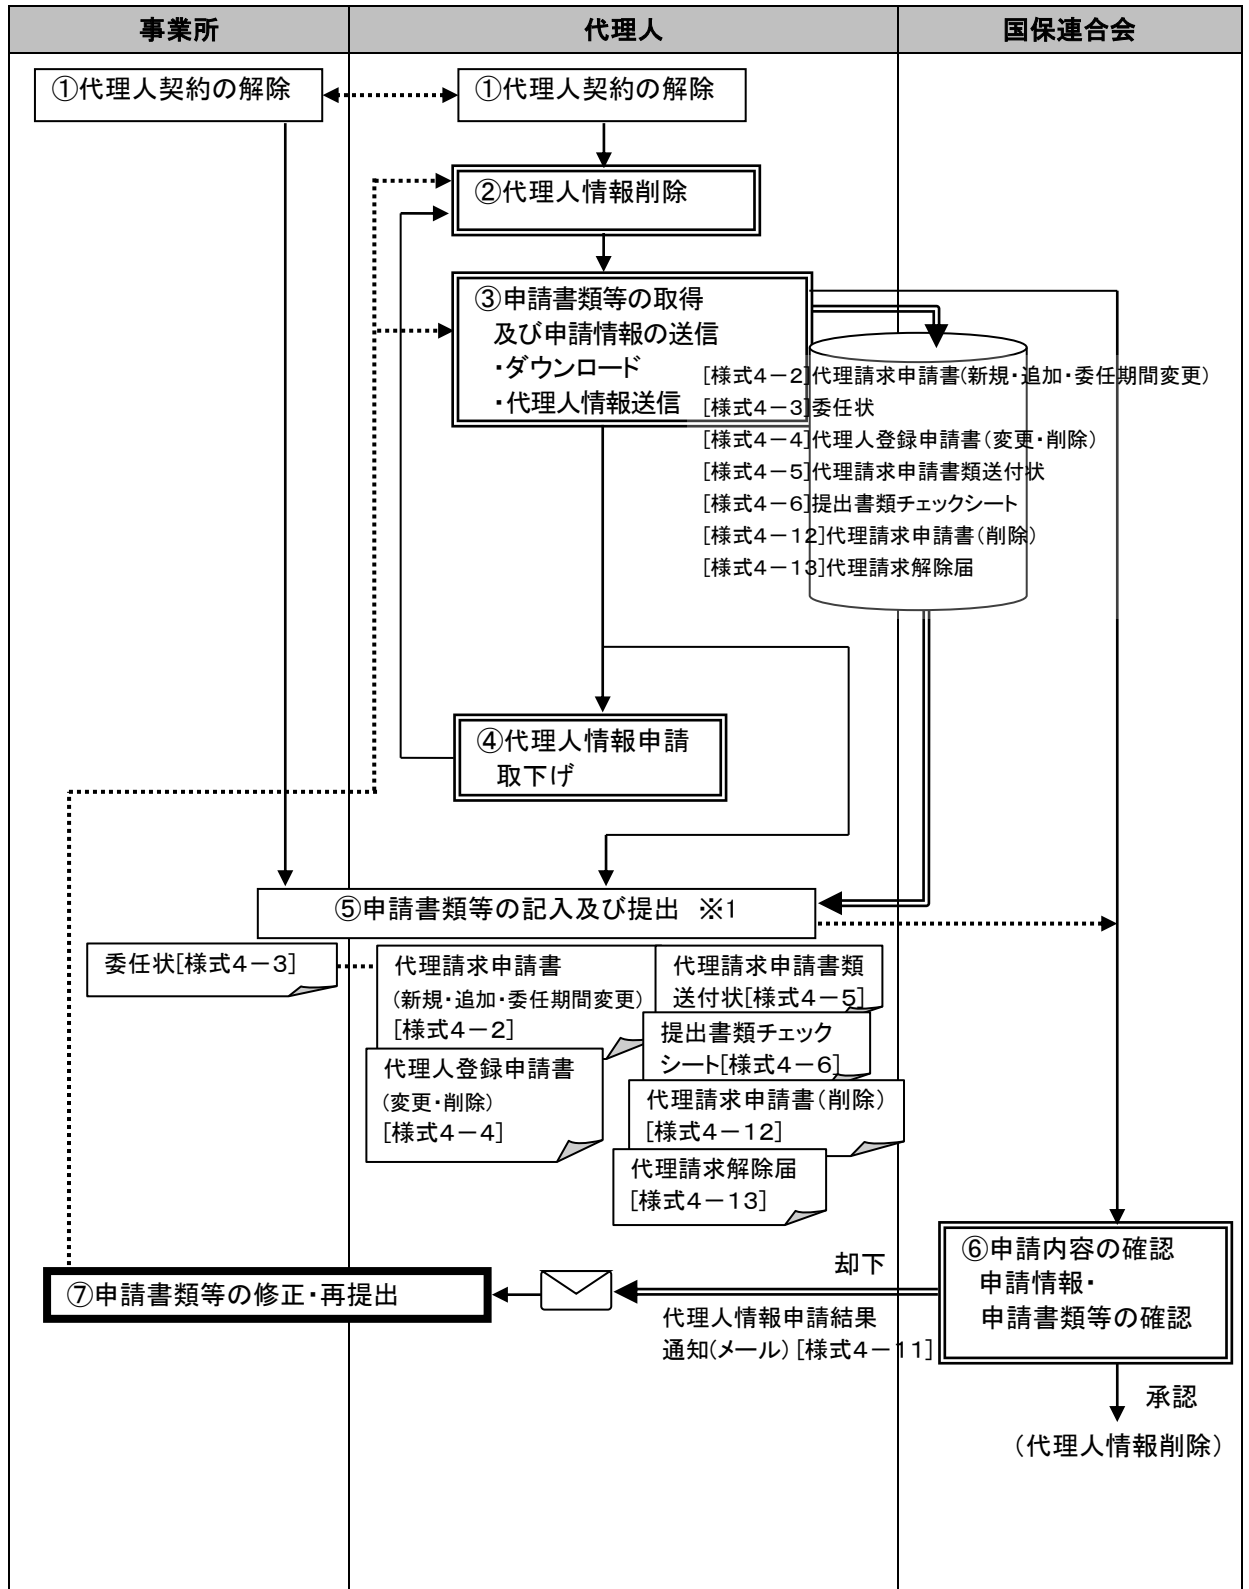 事業所
代理人
国保連合会
①代理人契約の解除
①代理人契約の解除
②代理人情報削除
③申請書類等の取得
及び申請情報の送信
・ダウンロード
・代理人情報送信
[様式4－2]代理請求申請書(新規・追加・委任期間変更)
[様式4－3]委任状
[様式4－4]代理人登録申請書(変更・削除)
[様式4－5]代理請求申請書類送付状
[様式4－6]提出書類チェックシート
[様式4－12]代理請求申請書(削除)
[様式4－13]代理請求解除届
④代理人情報申請
取下げ
⑤申請書類等の記入及び提出　※1
委任状[様式4－3]
代理請求申請書
(新規・追加・委任期間変更)
[様式4－2]
代理請求申請書類
送付状[様式4－5]
提出書類チェック
シート[様式4－6]
代理人登録申請書
(変更・削除)
[様式4－4]
代理請求申請書(削除)
[様式4－12]
代理請求解除届
[様式4－13]
⑥申請内容の確認
申請情報・
申請書類等の確認
却下
⑦申請書類等の修正・再提出
代理人情報申請結果
通知(メール) [様式4－11]
承認
(代理人情報削除)